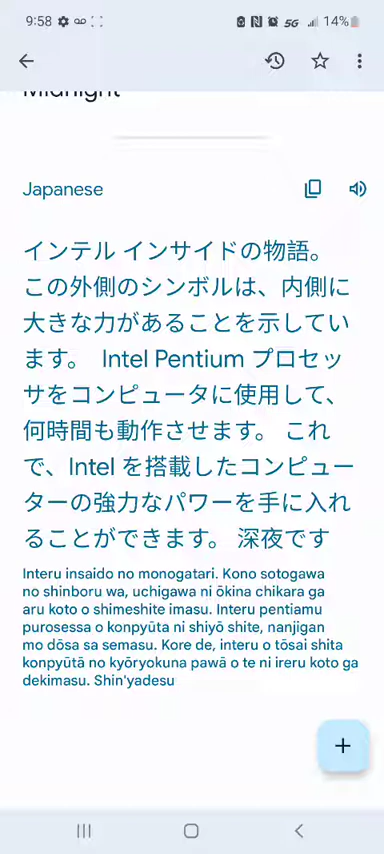 9:58 5G 14%
Midnight
Japanese
インテル インサイドの物語。
この外側のシンボルは、内側に
大きな力があることを示してい
ます。 Intel Pentium プロセッ
サをコンピュータに使用して、
何時間も動作させます。 これ
で、Intel を搭載したコンピュー
ターの強力なパワーを手に入れ
ることができます。 深夜です
Interu insaido no monogatari. Kono sotogawa
no shinboru wa, uchigawa ni ōkina chikara ga
aru koto o shimeshite imasu. Interu pentiamu
purosessa o konpyūta ni shiyō shite, nanjigan
mo dōsa sa semasu. Kore de, interu o tōsai shita
konpyūtā no kyōryokuna pawā o te ni ireru koto ga
dekimasu. Shin'yadesu